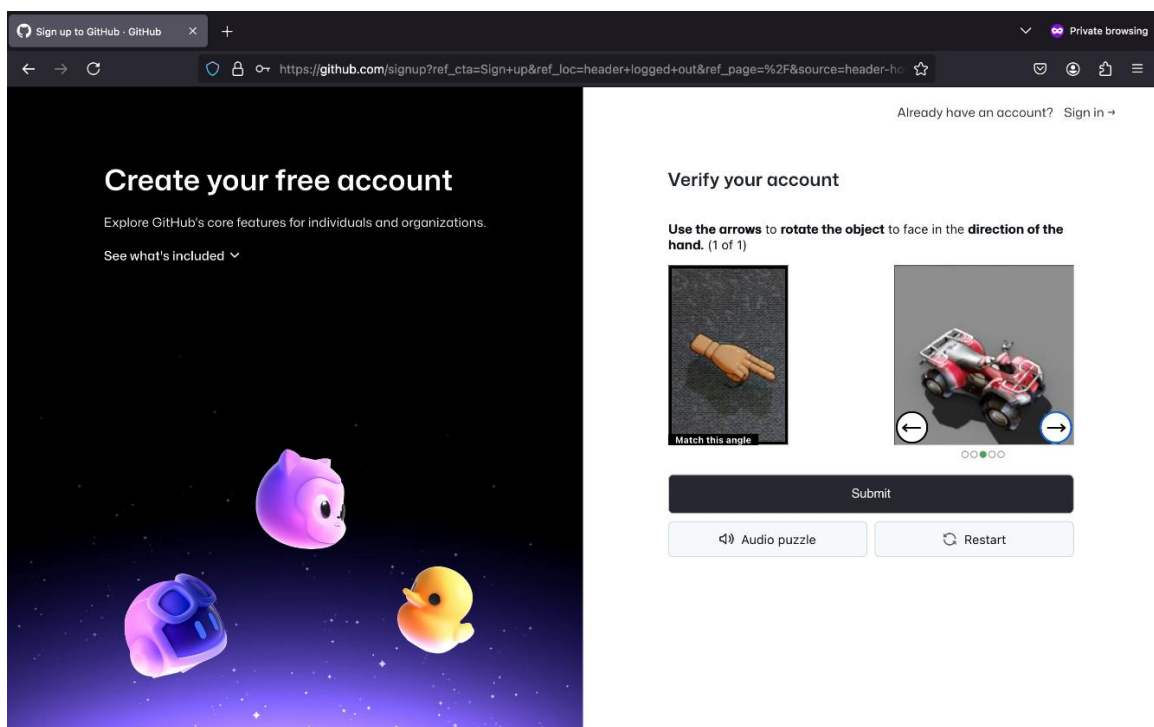 Sign up to GitHub · GitHub
Private browsing
https://github.com/signup?ref_cta=Sign+up&ref_loc=header+logged+out&ref_page=%2F&source=header-ho
Already have an account? Sign in →
Create your free account
Explore GitHub's core features for individuals and organizations.
See what's included
Verify your account
Use the arrows to rotate the object to face in the direction of the
hand. (1 of 1)
Match this angle
Submit
Audio puzzle
Restart